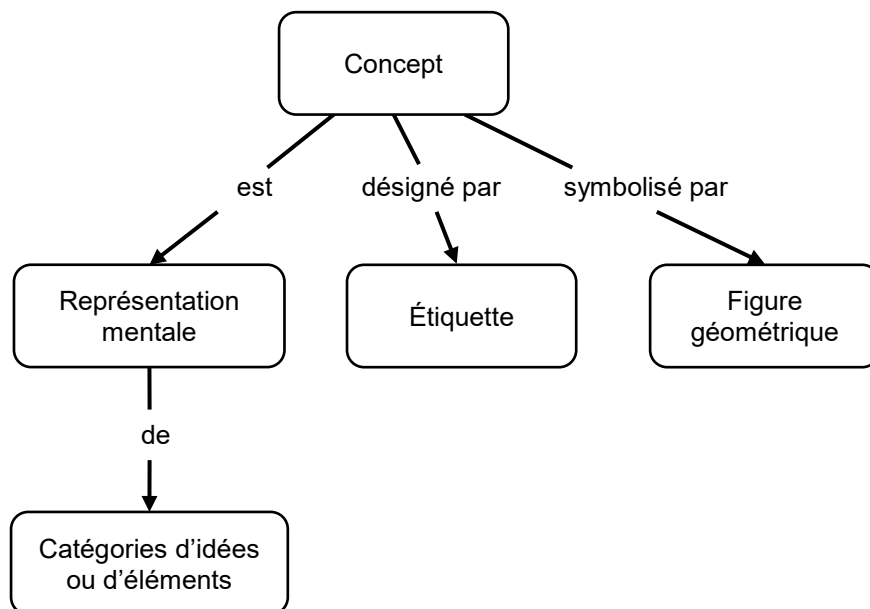 Concept
est
désigné par
symbolisé par
Représentation
mentale
Étiquette
Figure
géométrique
de
Catégories d’idées
ou d’éléments